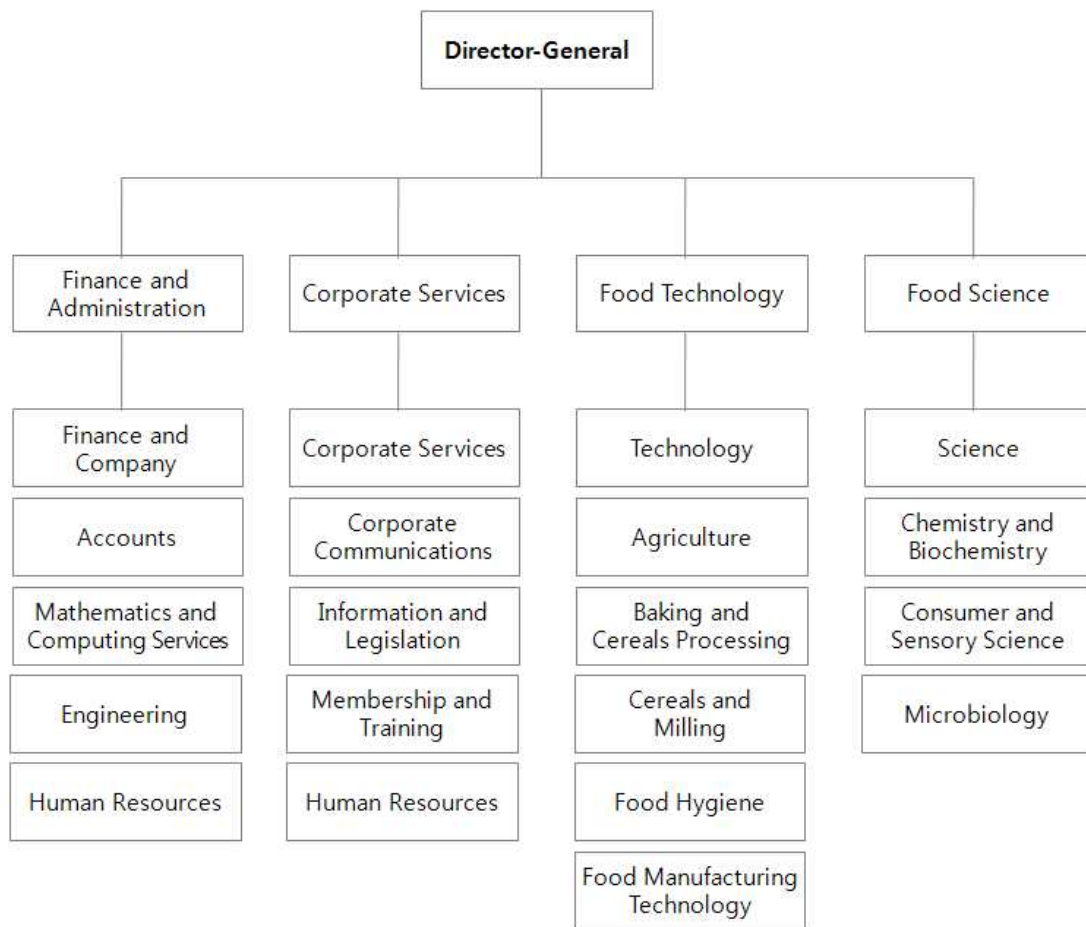 Director-General
Finance and
Administration
Corporate Services
Food Technology
Food Science
Finance and
Company
Corporate Services
Technology
Science
Accounts
Corporate
Communications
Agriculture
Chemistry and
Biochemistry
Mathematics and
Computing Services
Information and
Legislation
Baking and
Cereals Processing
Consumer and
Sensory Science
Engineering
Membership and
Training
Cereals and
Milling
Microbiology
Human Resources
Human Resources
Food Hygiene
Food Manufacturing
Technology